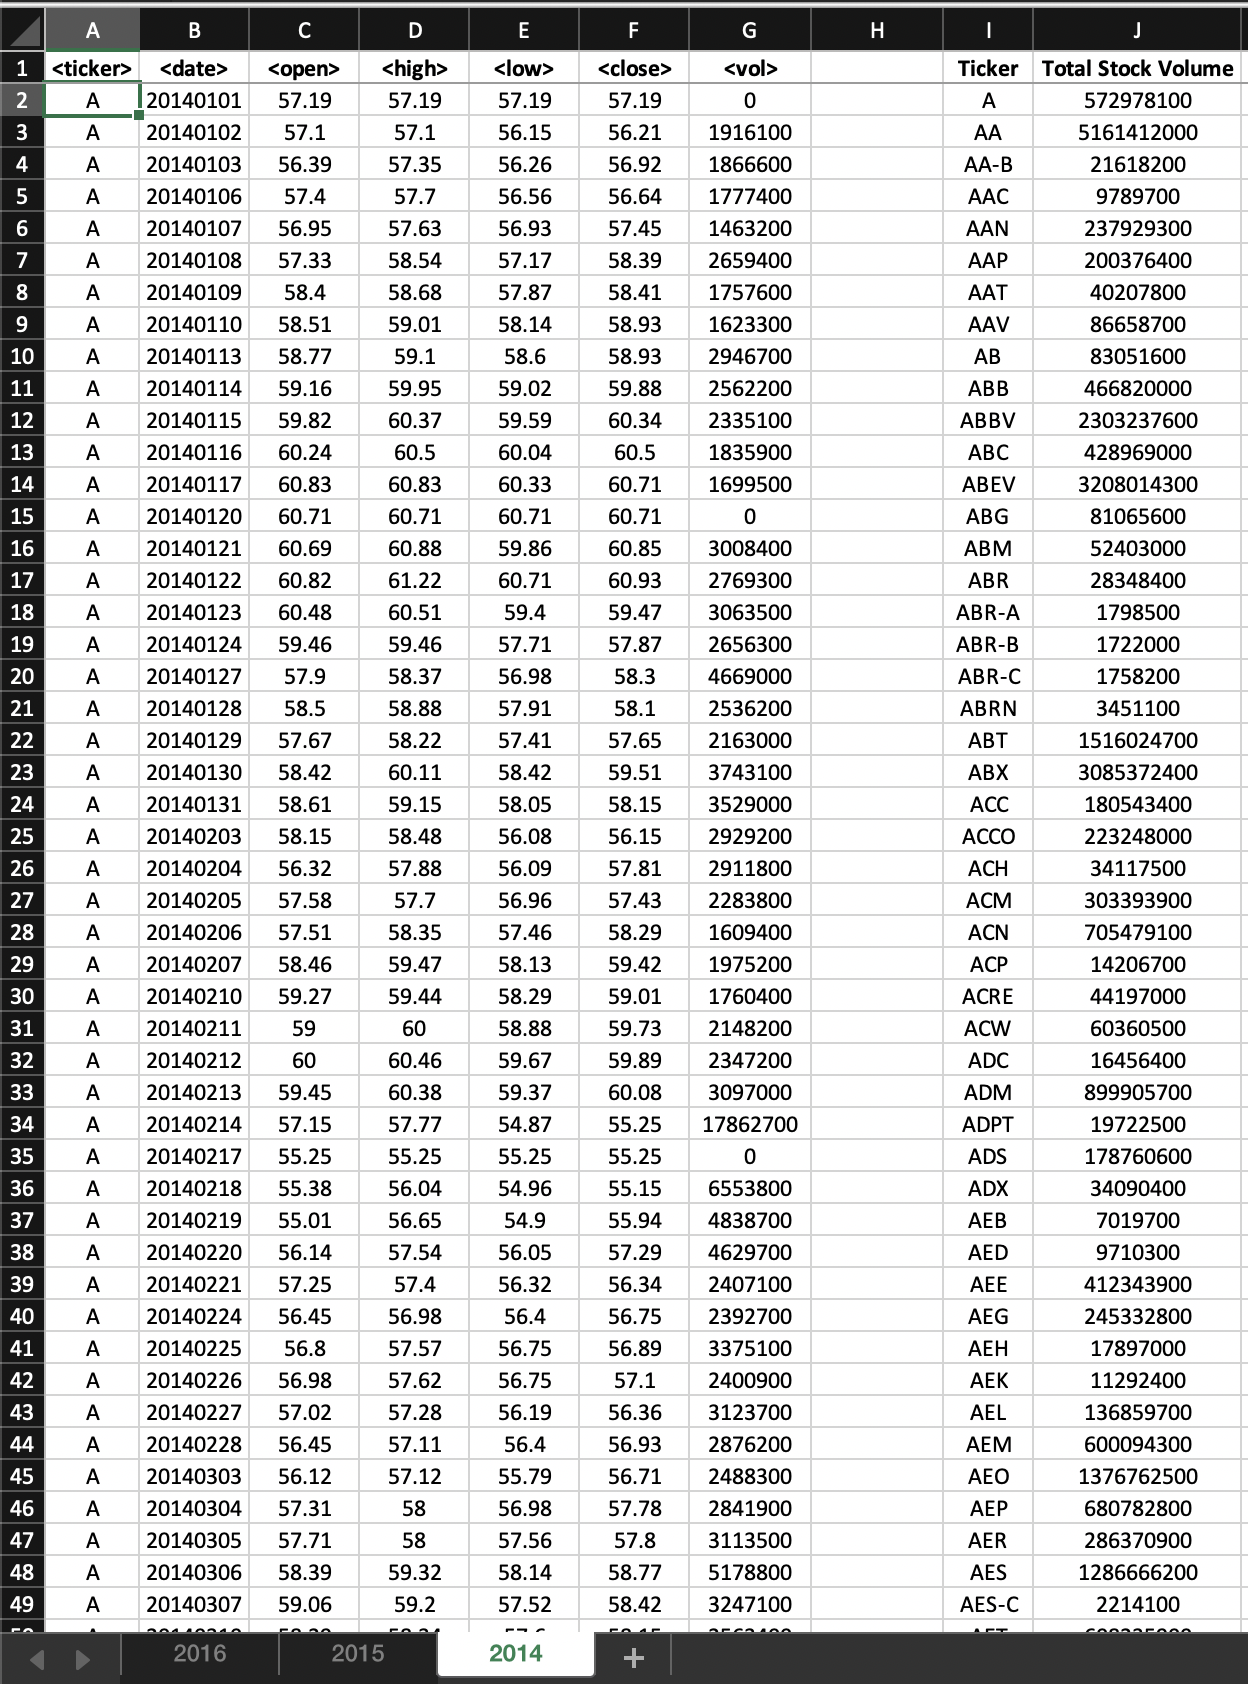 A B C D E F G H I J
1 <ticker> <date> <open> <high> <low> <close> <vol> Ticker Total Stock Volume
2 A 20140101 57.19 57.19 57.19 57.19 0 A 572978100
3 A 20140102 57.1 57.1 56.15 56.21 1916100 AA 5161412000
4 A 20140103 56.39 57.35 56.26 56.92 1866600 AA-B 21618200
5 A 20140106 57.4 57.7 56.56 56.64 1777400 AAC 9789700
6 A 20140107 56.95 57.63 56.93 57.45 1463200 AAN 237929300
7 A 20140108 57.33 58.54 57.17 58.39 2659400 AAP 200376400
8 A 20140109 58.4 58.68 57.87 58.41 1757600 AAT 40207800
9 A 20140110 58.51 59.01 58.14 58.93 1623300 AAV 86658700
10 A 20140113 58.77 59.1 58.6 58.93 2946700 AB 83051600
11 A 20140114 59.16 59.95 59.02 59.88 2562200 ABB 466820000
12 A 20140115 59.82 60.37 59.59 60.34 2335100 ABBV 2303237600
13 A 20140116 60.24 60.5 60.04 60.5 1835900 ABC 428969000
14 A 20140117 60.83 60.83 60.33 60.71 1699500 ABEV 3208014300
15 A 20140120 60.71 60.71 60.71 60.71 0 ABG 81065600
16 A 20140121 60.69 60.88 59.86 60.85 3008400 ABM 52403000
17 A 20140122 60.82 61.22 60.71 60.93 2769300 ABR 28348400
18 A 20140123 60.48 60.51 59.4 59.47 3063500 ABR-A 1798500
19 A 20140124 59.46 59.46 57.71 57.87 2656300 ABR-B 1722000
20 A 20140127 57.9 58.37 56.98 58.3 4669000 ABR-C 1758200
21 A 20140128 58.5 58.88 57.91 58.1 2536200 ABRN 3451100
22 A 20140129 57.67 58.22 57.41 57.65 2163000 ABT 1516024700
23 A 20140130 58.42 60.11 58.42 59.51 3743100 ABX 3085372400
24 A 20140131 58.61 59.15 58.05 58.15 3529000 ACC 180543400
25 A 20140203 58.15 58.48 56.08 56.15 2929200 ACCO 223248000
26 A 20140204 56.32 57.88 56.09 57.81 2911800 ACH 34117500
27 A 20140205 57.58 57.7 56.96 57.43 2283800 ACM 303393900
28 A 20140206 57.51 58.35 57.46 58.29 1609400 ACN 705479100
29 A 20140207 58.46 59.47 58.13 59.42 1975200 ACP 14206700
30 A 20140210 59.27 59.44 58.29 59.01 1760400 ACRE 44197000
31 A 20140211 59 60 58.88 59.73 2148200 ACW 60360500
32 A 20140212 60 60.46 59.67 59.89 2347200 ADC 16456400
33 A 20140213 59.45 60.38 59.37 60.08 3097000 ADM 899905700
34 A 20140214 57.15 57.77 54.87 55.25 17862700 ADPT 19722500
35 A 20140217 55.25 55.25 55.25 55.25 0 ADS 178760600
36 A 20140218 55.38 56.04 54.96 55.15 6553800 ADX 34090400
37 A 20140219 55.01 56.65 54.9 55.94 4838700 AEB 7019700
38 A 20140220 56.14 57.54 56.05 57.29 4629700 AED 9710300
39 A 20140221 57.25 57.4 56.32 56.34 2407100 AEE 412343900
40 A 20140224 56.45 56.98 56.4 56.75 2392700 AEG 245332800
41 A 20140225 56.8 57.57 56.75 56.89 3375100 AEH 17897000
42 A 20140226 56.98 57.62 56.75 57.1 2400900 AEK 11292400
43 A 20140227 57.02 57.28 56.19 56.36 3123700 AEL 136859700
44 A 20140228 56.45 57.11 56.4 56.93 2876200 AEM 600094300
45 A 20140303 56.12 57.12 55.79 56.71 2488300 AEO 1376762500
46 A 20140304 57.31 58 56.98 57.78 2841900 AEP 680782800
47 A 20140305 57.71 58 57.56 57.8 3113500 AER 286370900
48 A 20140306 58.39 59.32 58.14 58.77 5178800 AES 1286666200
49 A 20140307 59.06 59.2 57.52 58.42 3247100 AES-C 2214100
2016 2015 2014 +